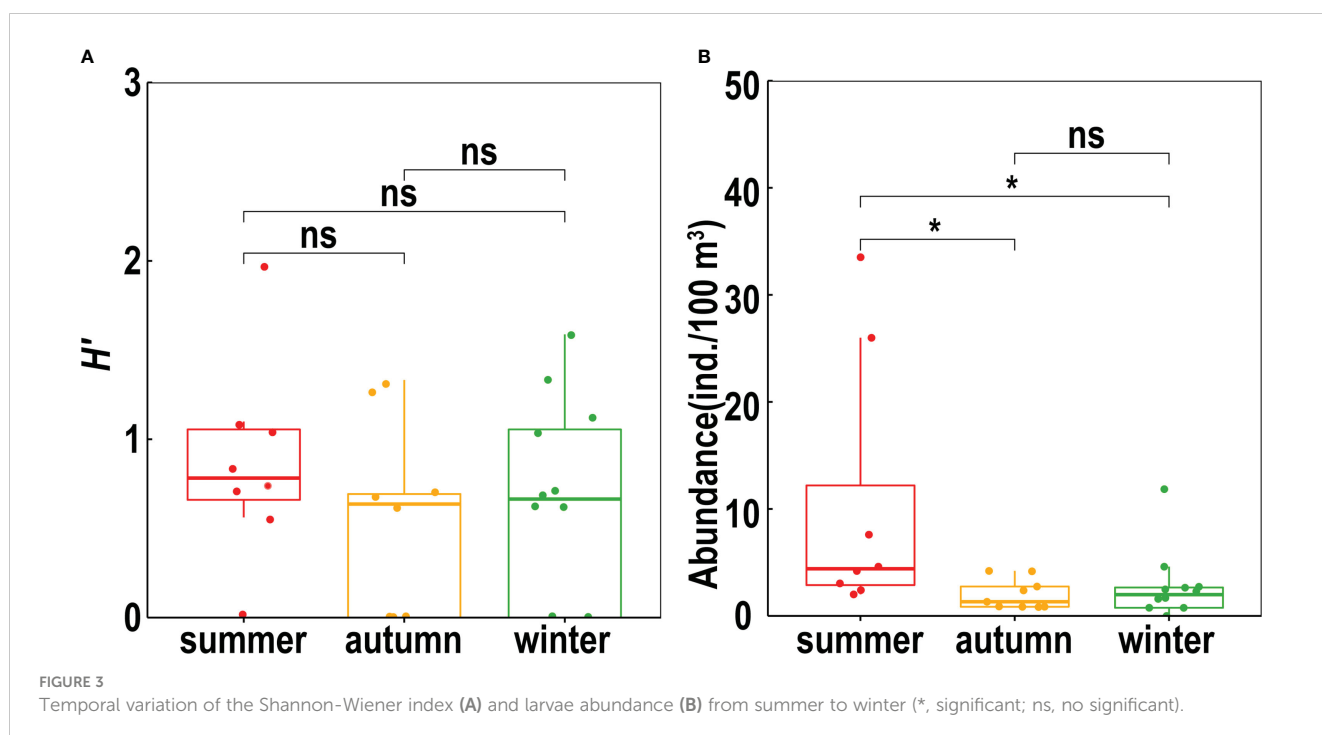 A
3
2
1
0
H'
ns
ns
ns
summer autumn winter
B
50
40
30
20
10
0
Abundance(ind./100 m³)
ns
*
*
summer autumn winter
FIGURE 3
Temporal variation of the Shannon-Wiener index (A) and larvae abundance (B) from summer to winter (*, significant; ns, no significant).